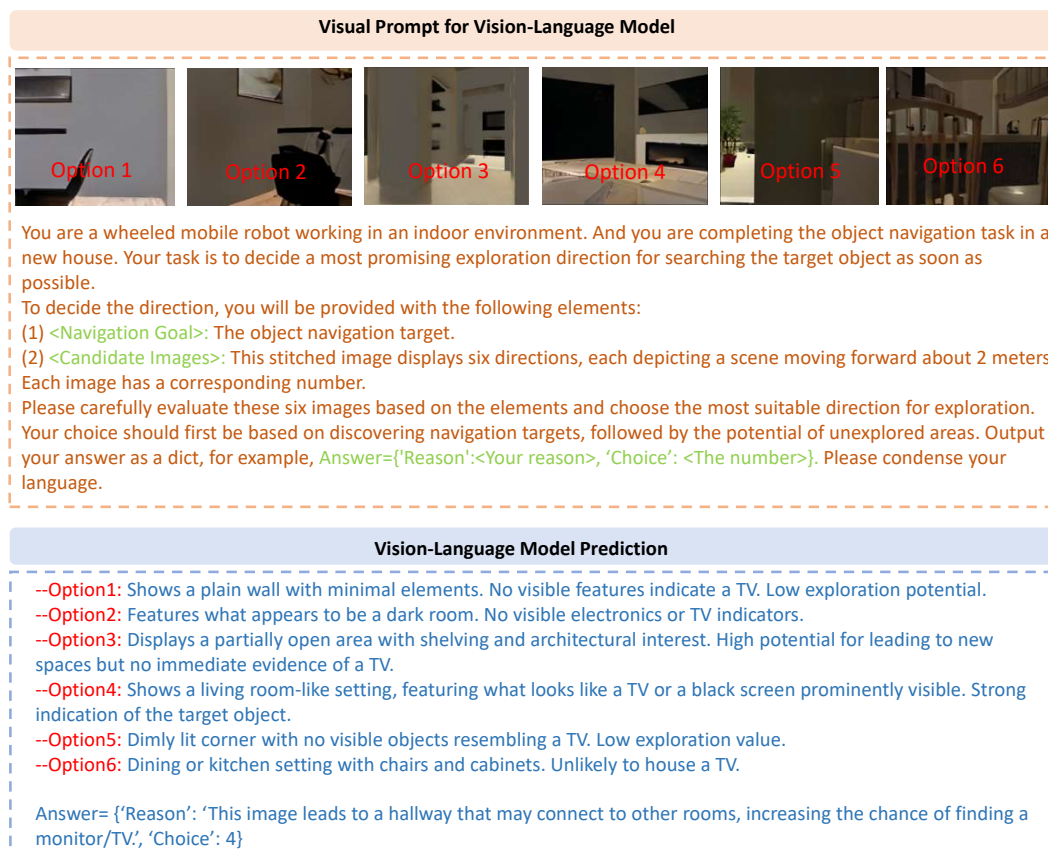 Visual Prompt for Vision-Language Model
Option 1
Option 2
Option 3
Option 4
Option 5
Option 6
You are a wheeled mobile robot working in an indoor environment. And you are completing the object navigation task in a
new house. Your task is to decide a most promising exploration direction for searching the target object as soon as
possible.
To decide the direction, you will be provided with the following elements:
(1) <Navigation Goal>: The object navigation target.
(2) <Candidate Images>: This stitched image displays six directions, each depicting a scene moving forward about 2 meters
Each image has a corresponding number.
Please carefully evaluate these six images based on the elements and choose the most suitable direction for exploration.
Your choice should first be based on discovering navigation targets, followed by the potential of unexplored areas. Output
your answer as a dict, for example, Answer={'Reason':<Your reason>, ‘Choice’: <The number>}. Please condense your
language.
Vision-Language Model Prediction
--Option1: Shows a plain wall with minimal elements. No visible features indicate a TV. Low exploration potential.
--Option2: Features what appears to be a dark room. No visible electronics or TV indicators.
--Option3: Displays a partially open area with shelving and architectural interest. High potential for leading to new
spaces but no immediate evidence of a TV.
--Option4: Shows a living room-like setting, featuring what looks like a TV or a black screen prominently visible. Strong
indication of the target object.
--Option5: Dimly lit corner with no visible objects resembling a TV. Low exploration value.
--Option6: Dining or kitchen setting with chairs and cabinets. Unlikely to house a TV.
Answer= {‘Reason’: ‘This image leads to a hallway that may connect to other rooms, increasing the chance of finding a
monitor/TV.’, ‘Choice’: 4}